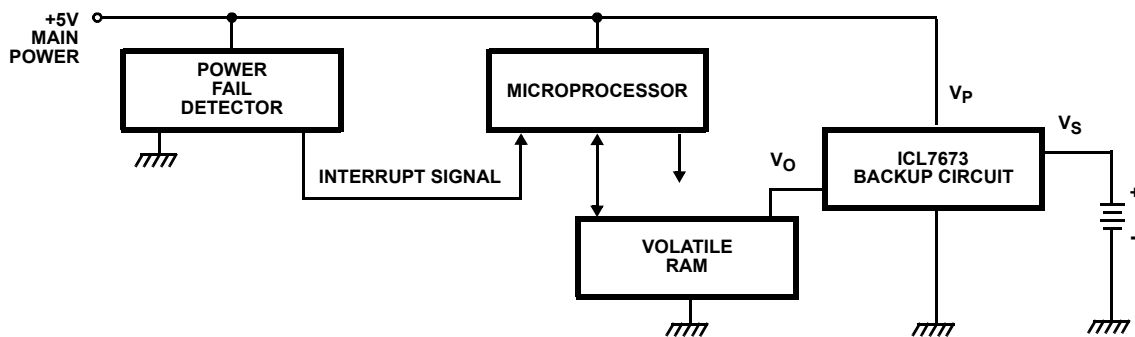 +5V
MAIN
POWER
POWER
FAIL
DETECTOR
MICROPROCESSOR
VP
VS
ICL7673
BACKUP CIRCUIT
VO
INTERRUPT SIGNAL
+
-
VOLATILE
RAM